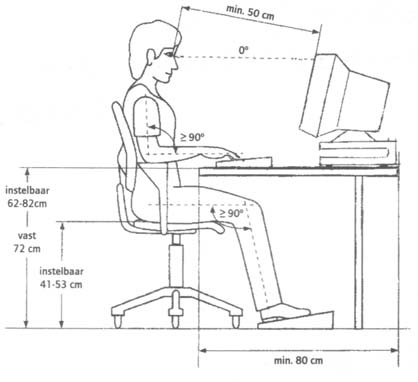 min. 50 cm
0°
≥ 90°
instelbaar
62-82cm
vast
72 cm
≥ 90°
instelbaar
41-53 cm
min. 80 cm